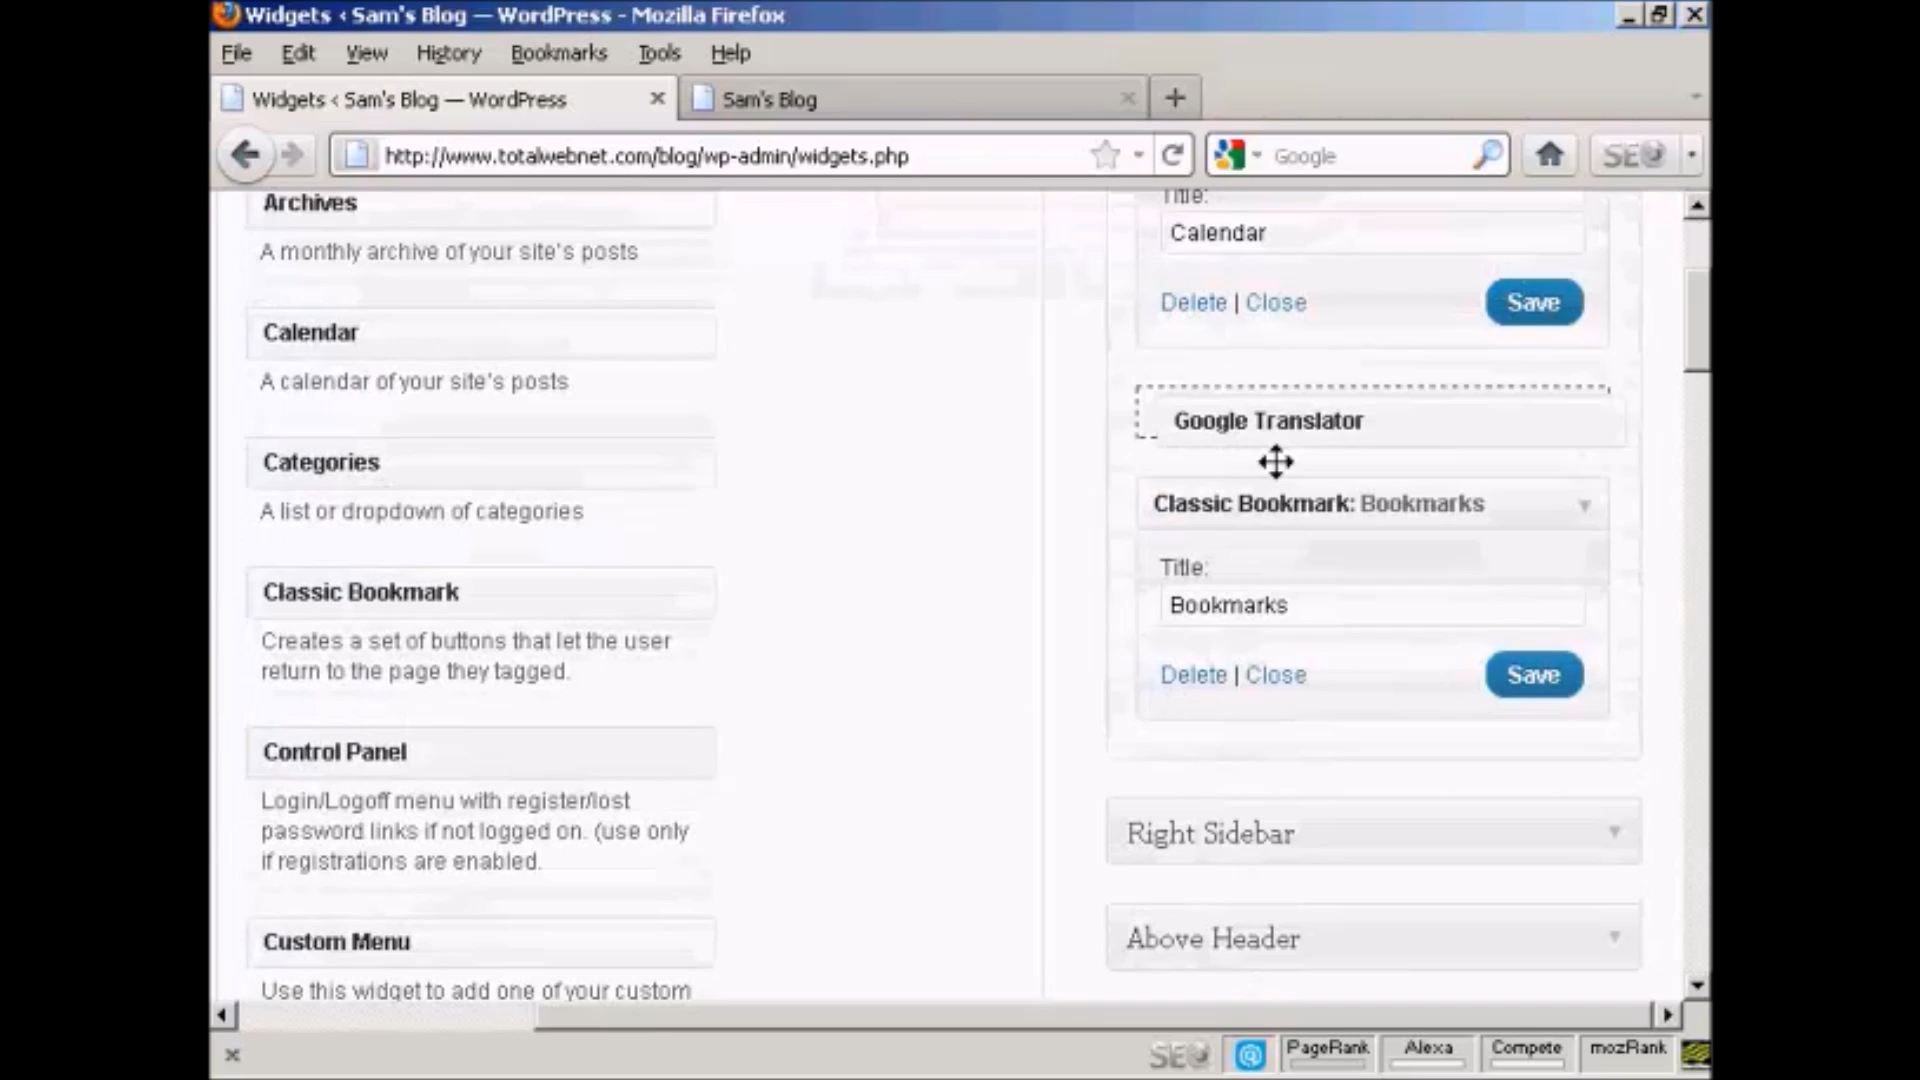 Widgets ‹ Sam's Blog — WordPress - Mozilla Firefox
File Edit View History Bookmarks Tools Help
Widgets ‹ Sam's Blog — WordPress
Sam's Blog
http://www.totalwebnet.com/blog/wp-admin/widgets.php
Google
SEO
Archives
A monthly archive of your site's posts
Calendar
A calendar of your site's posts
Categories
A list or dropdown of categories
Classic Bookmark
Creates a set of buttons that let the user
return to the page they tagged.
Control Panel
Login/Logoff menu with register/lost
password links if not logged on. (use only
if registrations are enabled.
Custom Menu
Use this widget to add one of your custom
Title:
Calendar
Delete | Close
Save
Google Translator
Classic Bookmark: Bookmarks
Title:
Bookmarks
Delete | Close
Save
Right Sidebar
Above Header
SEO
PageRank
Alexa
Compete
mozRank